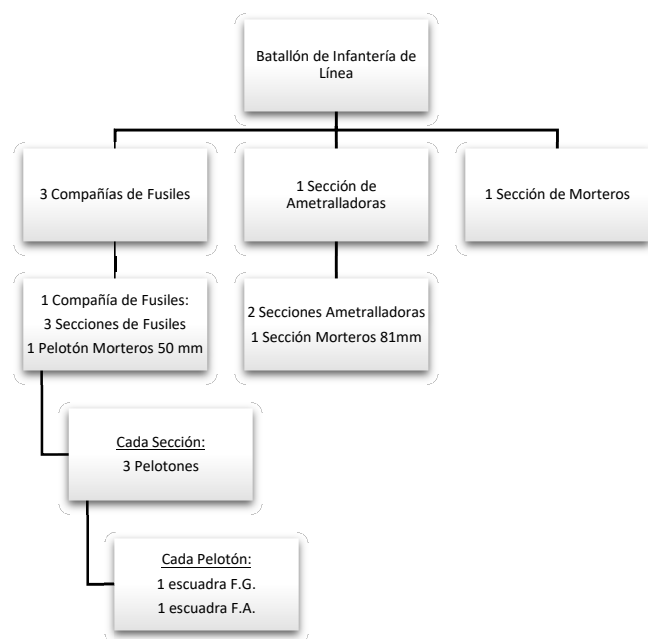 Batallón de Infantería de
Línea
3 Compañías de Fusiles
1 Sección de
Ametralladoras
1 Sección de Morteros
1 Compañía de Fusiles:
3 Secciones de Fusiles
1 Pelotón Morteros 50 mm
2 Secciones Ametralladoras
1 Sección Morteros 81mm
Cada Sección:
3 Pelotones
Cada Pelotón:
1 escuadra F.G.
1 escuadra F.A.